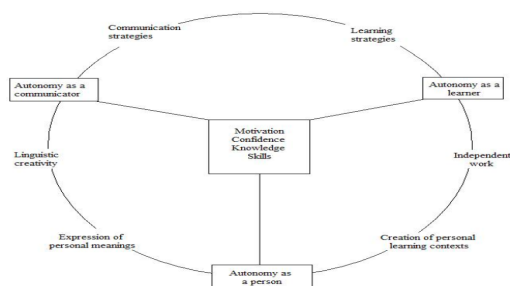 Communication
strategies
Learning
strategies
Autonomy as a
communicator
Autonomy as a
learner
Motivation
Confidence
Knowledge
Skills
Linguistic
creativity
Independent
work
Expression of
personal meanings
Creation of personal
learning contexts
Autonomy as
a person